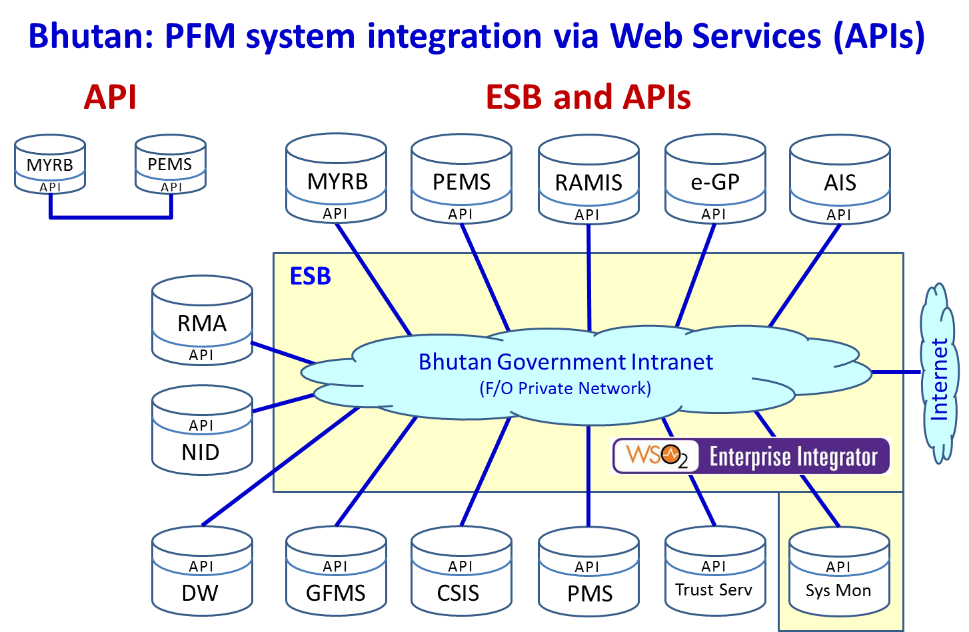 Bhutan: PFM system integration via Web Services (APIs)
API
ESB and APIs
MYRB
API
PEMS
API
MYRB
API
PEMS
API
RAMIS
API
e-GP
API
AIS
API
ESB
RMA
API
API
NID
Bhutan Government Intranet
(F/O Private Network)
Internet
WSO2 Enterprise Integrator
API
DW
API
GFMS
API
CSIS
API
PMS
API
Trust Serv
API
Sys Mon